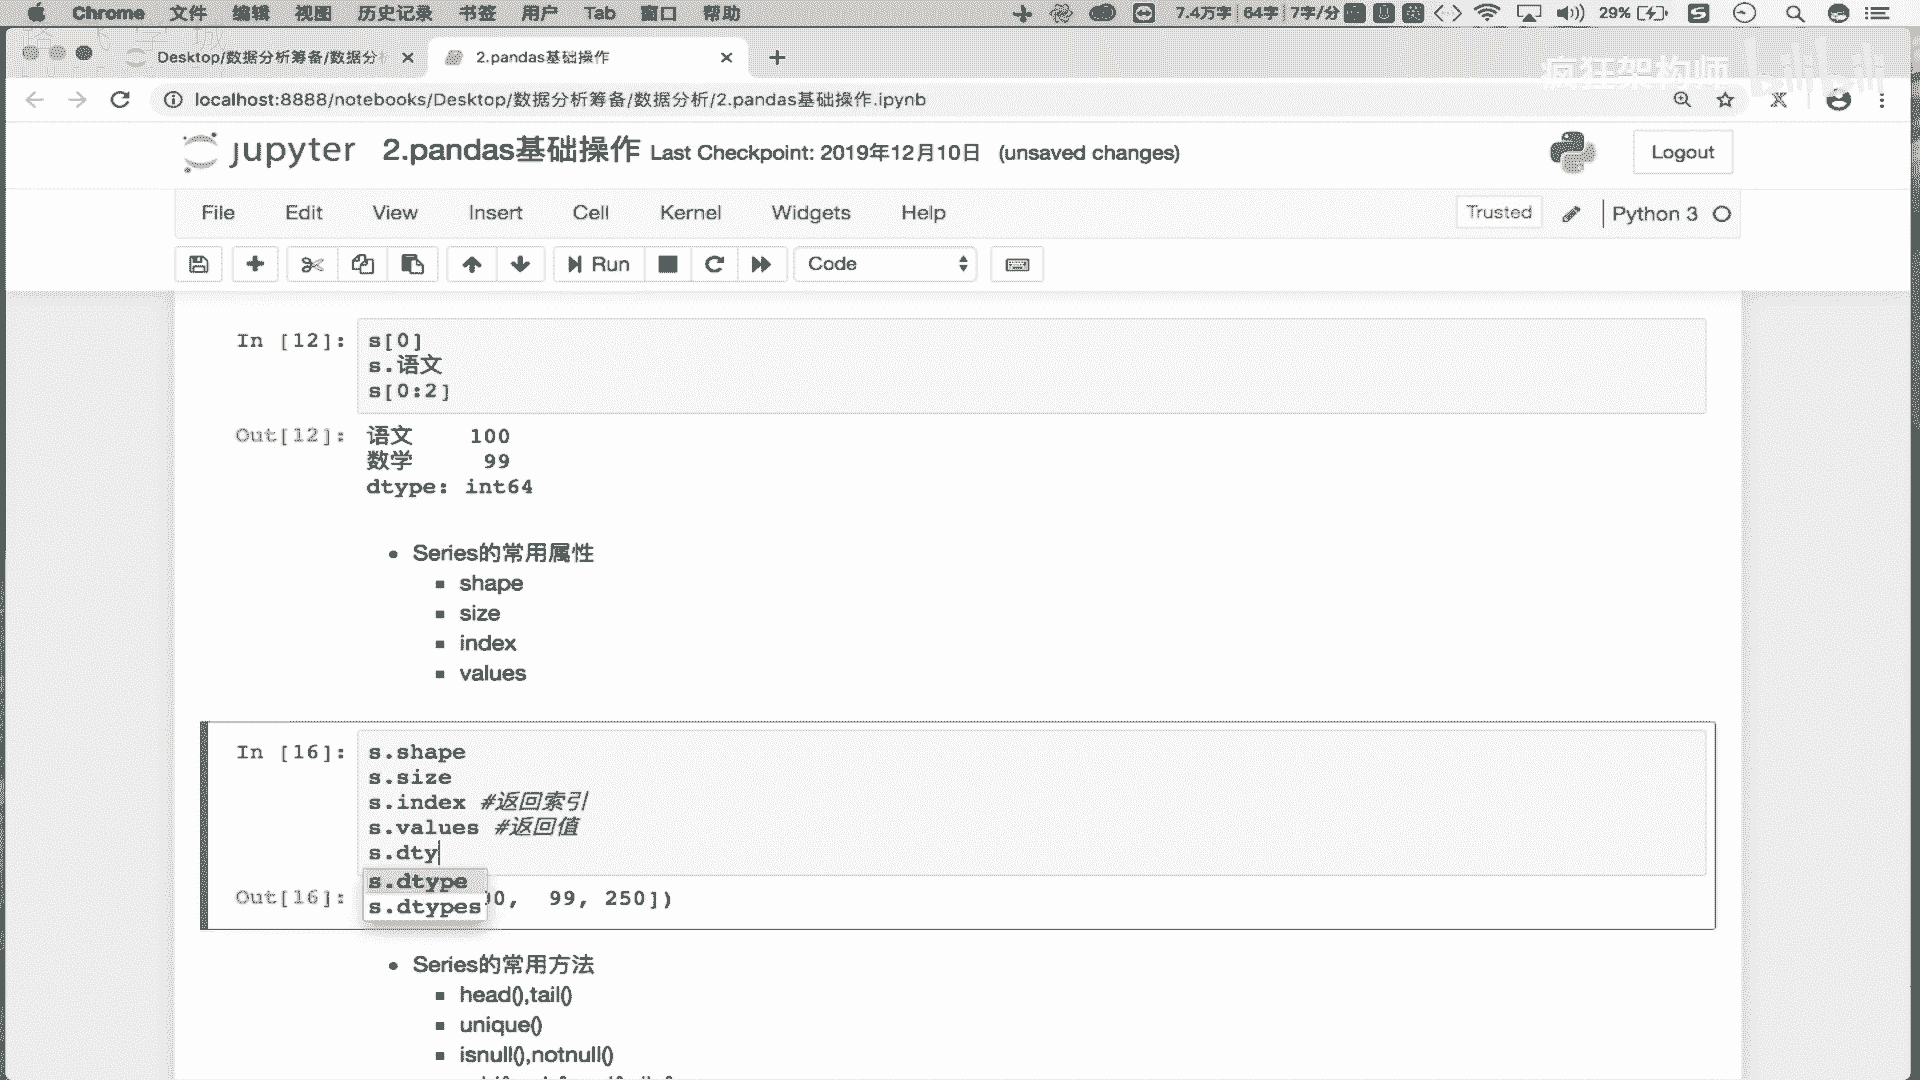 Chrome 文件 编辑 视图 历史记录 书签 用户 Tab 窗口 帮助 7.4万字 64字 7字/分 29%
Desktop/数据分析筹备/数据分析 2.pandas基础操作
疯狂架构师 bilibili
localhost:8888/notebooks/Desktop/数据分析筹备/数据分析/2.pandas基础操作.ipynb
jupyter 2.pandas基础操作 Last Checkpoint: 2019年12月10日 (unsaved changes) Logout
File Edit View Insert Cell Kernel Widgets Help Trusted Python 3
Run Code
In [12]: s[0]
s.语文
s[0:2]
Out[12]: 语文 100
数学 99
dtype: int64
Series的常用属性
shape
size
index
values
In [16]: s.shape
s.size
s.index #返回索引
s.values #返回值
s.dty
s.dtype
Out[16]: 00, 99, 250])
s.dtypes
Series的常用方法
head(),tail()
unique()
isnull(),notnull()